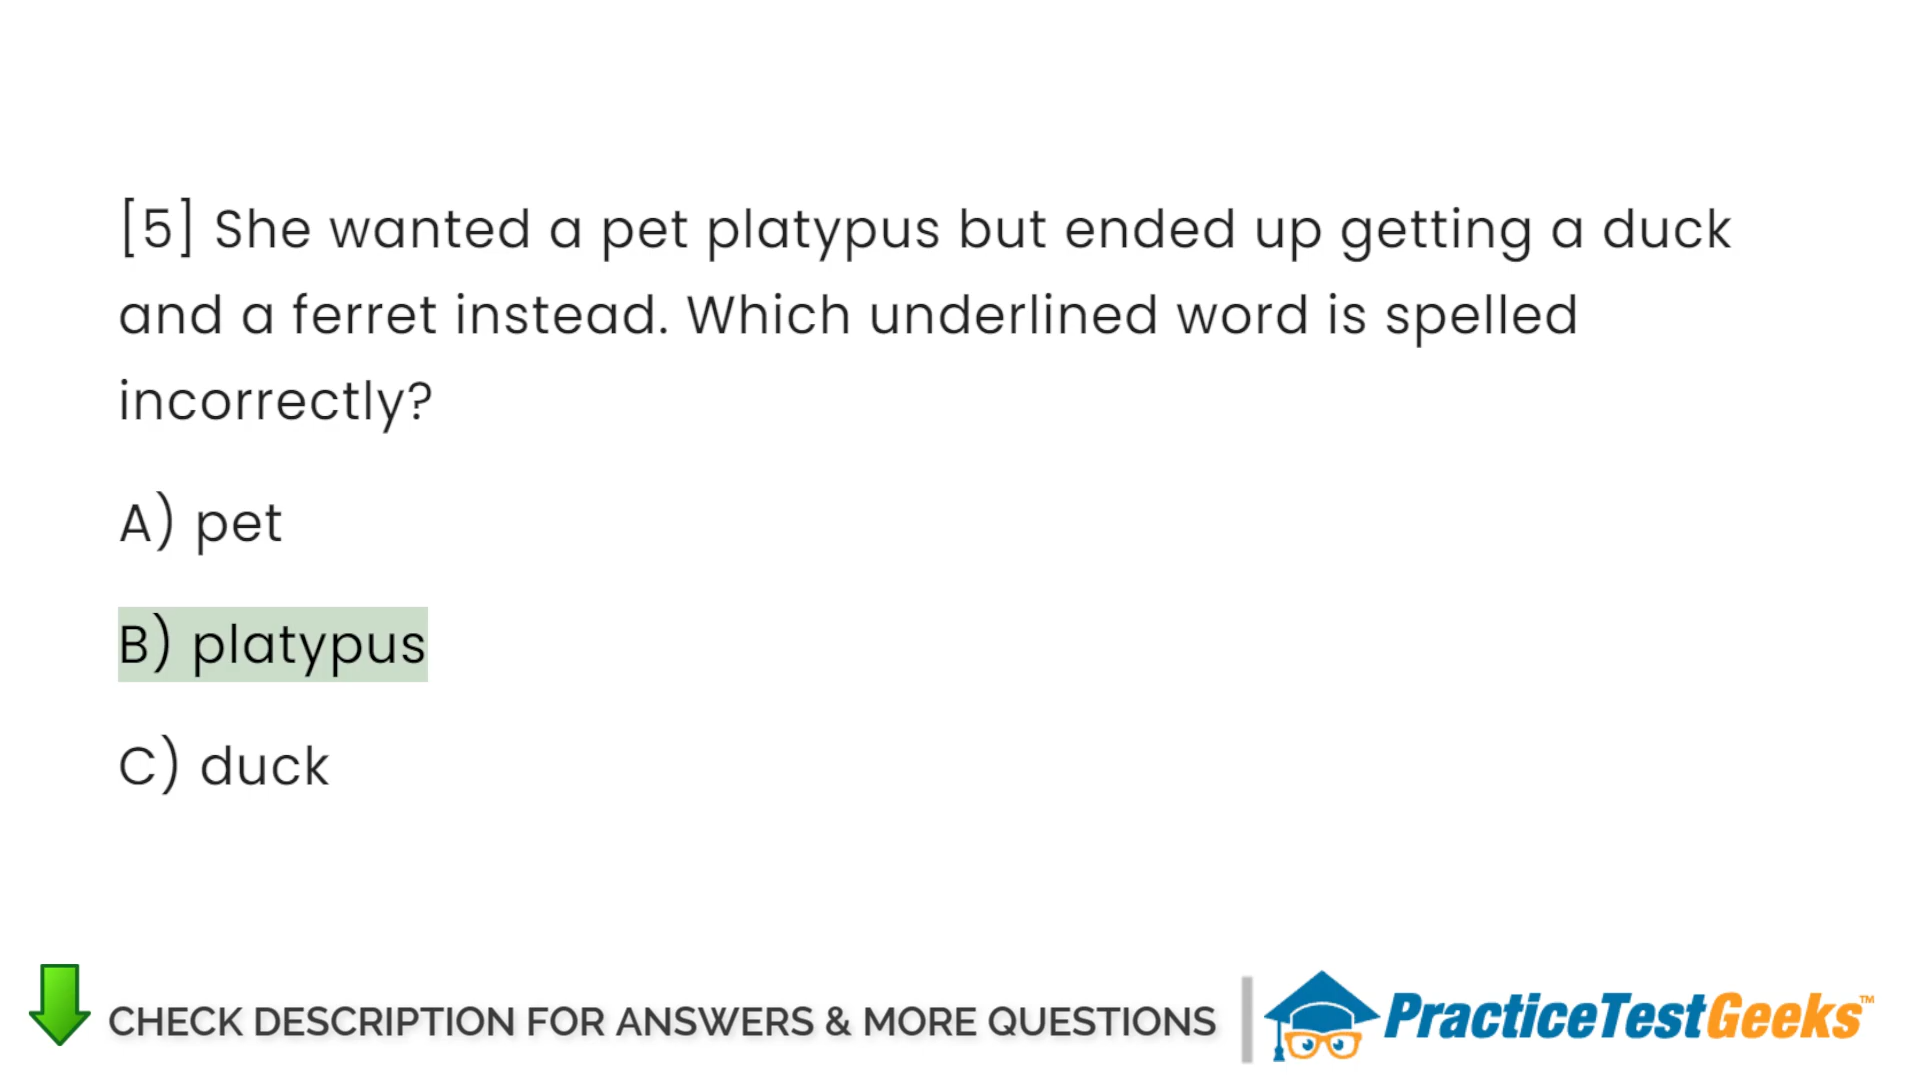 [5] She wanted a pet platypus but ended up getting a duck
and a ferret instead. Which underlined word is spelled
incorrectly?
A) pet
B) platypus
C) duck
CHECK DESCRIPTION FOR ANSWERS & MORE QUESTIONS
PracticeTestGeeks™